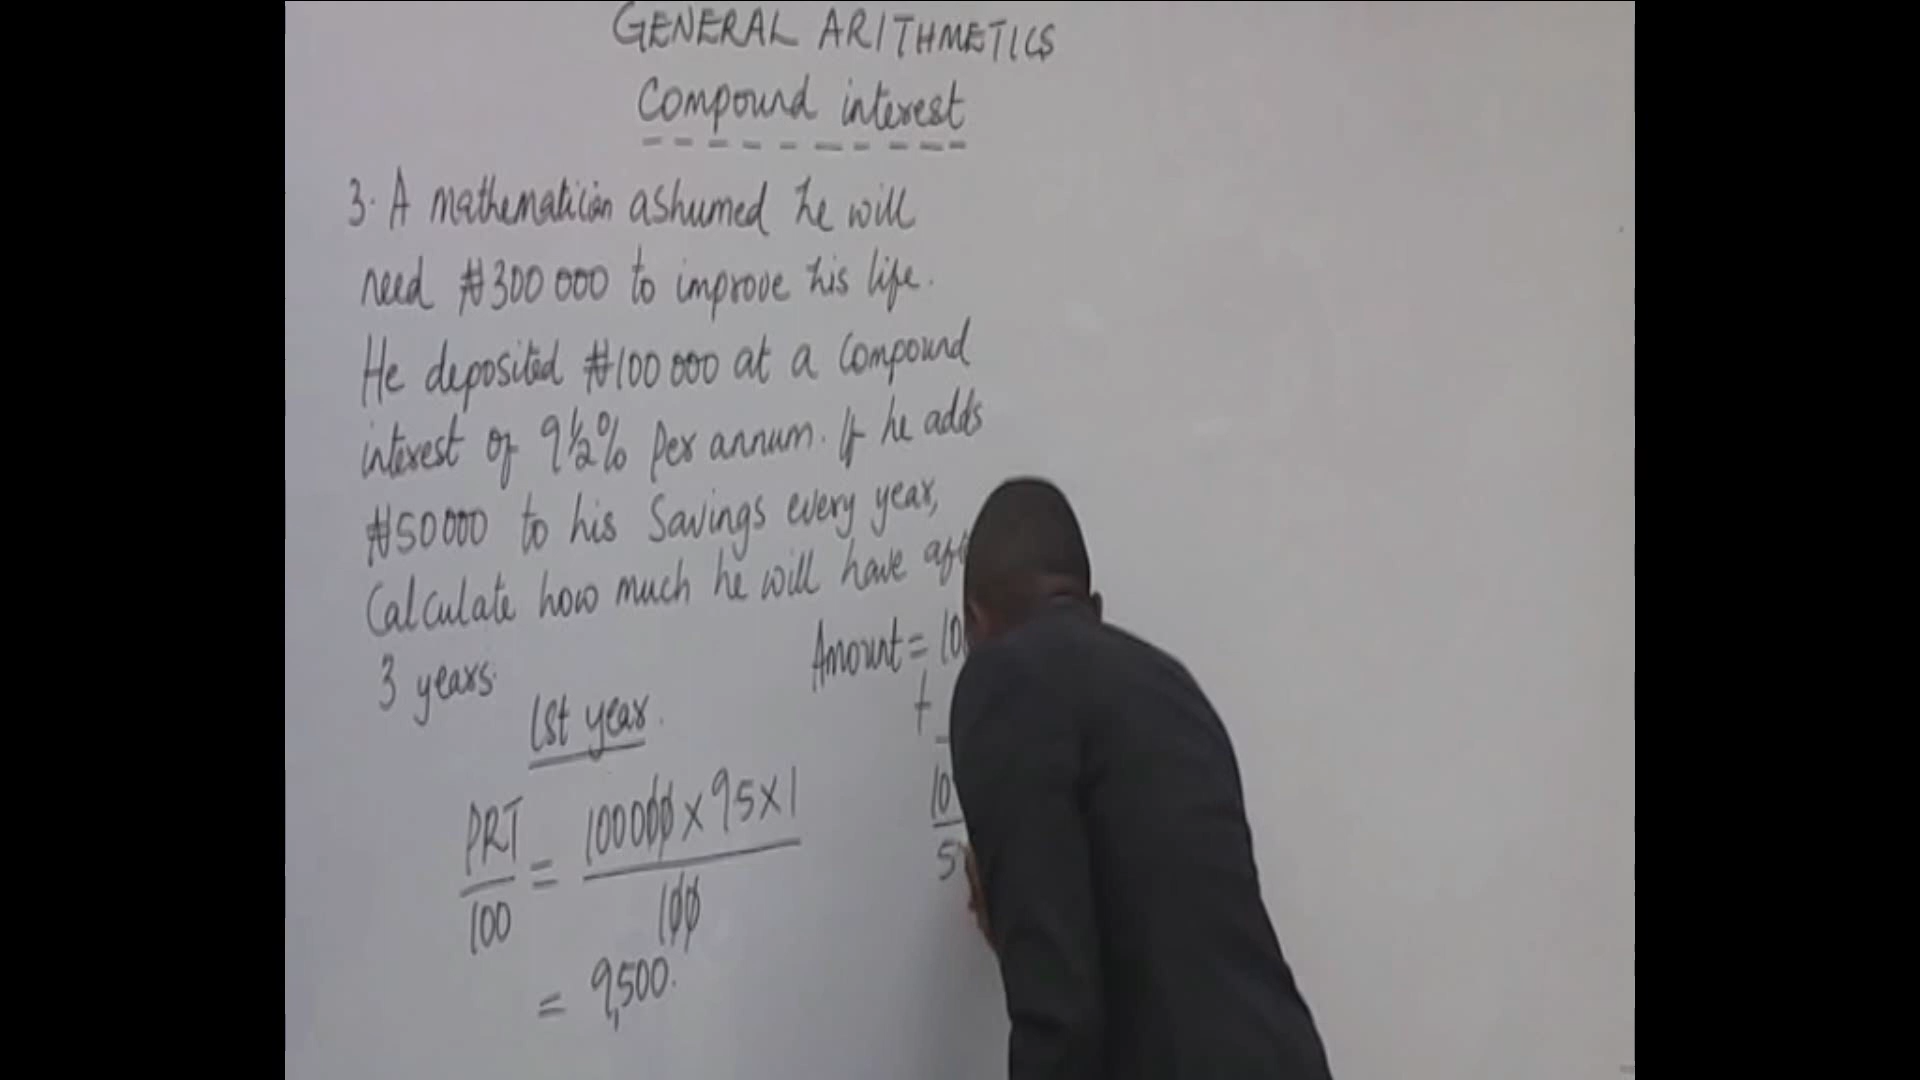 GENERAL ARITHMETICS
Compound interest
3. A mathematician ashumed he will
need ₦300 000 to improve his life.
He deposited ₦100 000 at a compound
interest of 9½% per annum. If he adds
₦50000 to his savings every year,
Calculate how much he will have
3 years.
Amount =
+
1st year.
PRT
100
=
100000 x 95 x 1
100
= 9,500.